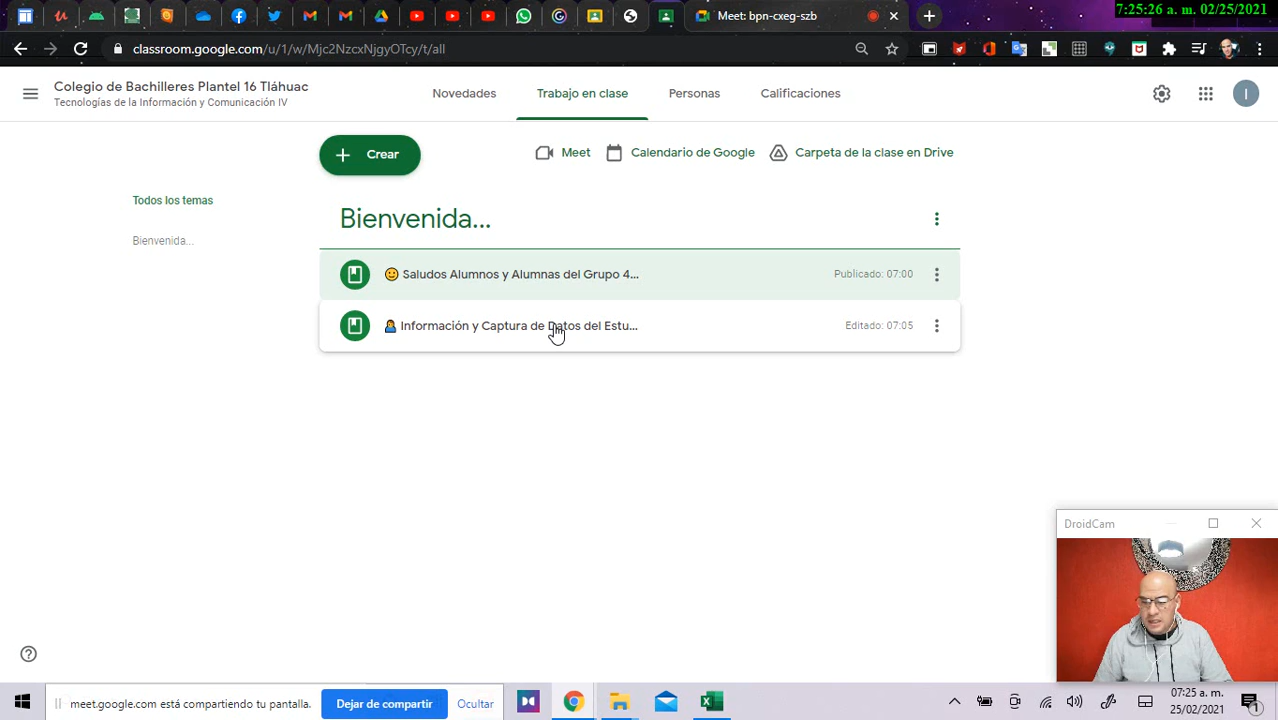 Meet: bpn-cxeg-szb
7:25:26 a. m. 02/25/2021
classroom.google.com/u/1/w/Mjc2NzcxNjgyOTcy/t/all
Colegio de Bachilleres Plantel 16 Tláhuac
Tecnologías de la Información y Comunicación IV
Novedades
Trabajo en clase
Personas
Calificaciones
I
Crear
Meet
Calendario de Google
Carpeta de la clase en Drive
Todos los temas
Bienvenida...
Bienvenida...
Saludos Alumnos y Alumnas del Grupo 4...
Publicado: 07:00
Información y Captura de Datos del Estu...
Editado: 07:05
DroidCam
meet.google.com está compartiendo tu pantalla.
Dejar de compartir
Ocultar
07:25 a. m.
25/02/2021
1